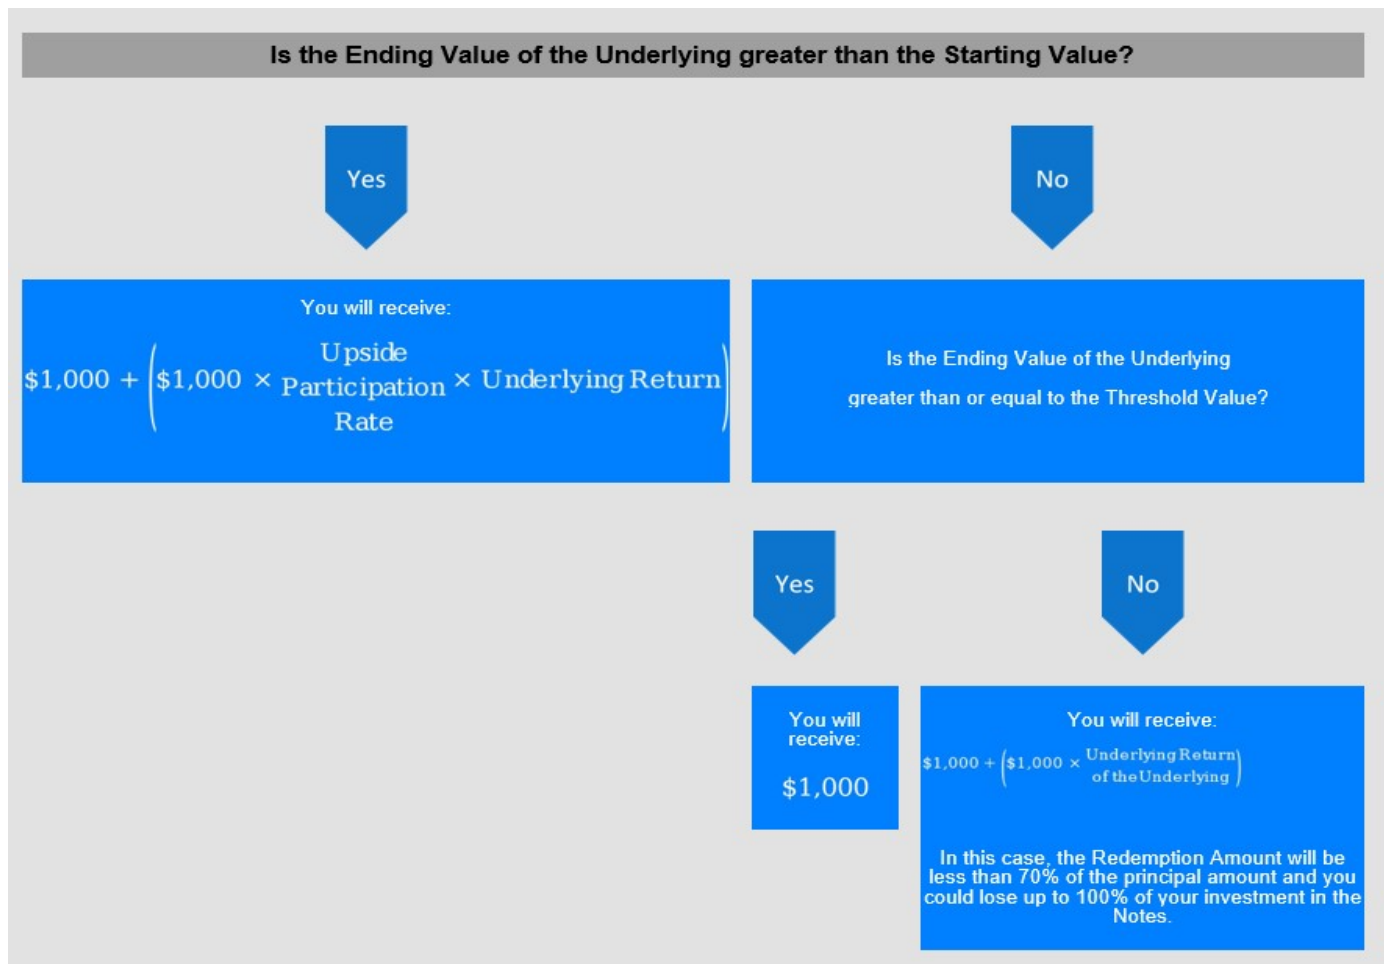 Is the Ending Value of the Underlying greater than the Starting Value?
Yes
No
You will receive:
$1,000 + ($1,000 × Upside Participation Rate × Underlying Return)
Is the Ending Value of the Underlying
greater than or equal to the Threshold Value?
Yes
No
You will
receive:
$1,000
You will receive:
$1,000 + ($1,000 × Underlying Return of the Underlying)
In this case, the Redemption Amount will be
less than 70% of the principal amount and you
could lose up to 100% of your investment in the
Notes.